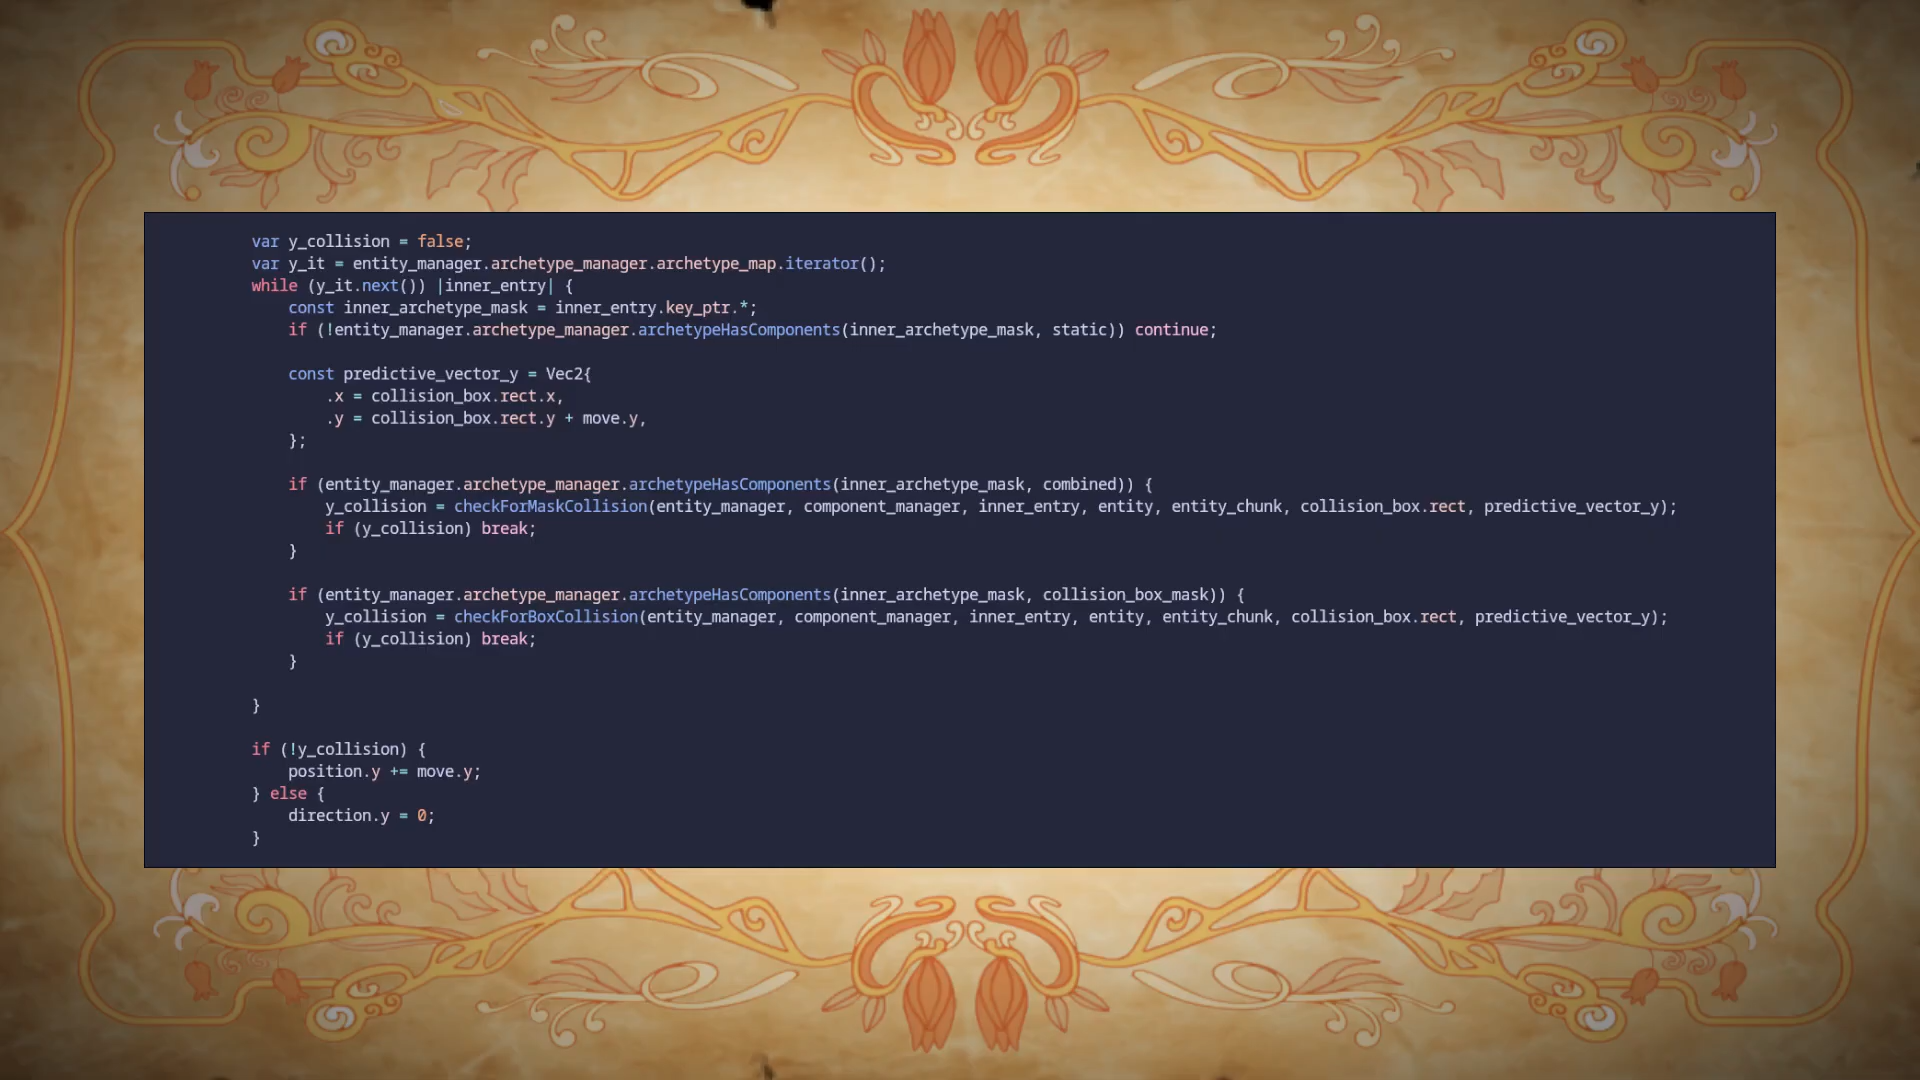 var y_collision = false;
var y_it = entity_manager.archetype_manager.archetype_map.iterator();
while (y_it.next()) |inner_entry| {
    const inner_archetype_mask = inner_entry.key_ptr.*;
    if (!entity_manager.archetype_manager.archetypeHasComponents(inner_archetype_mask, static)) continue;

    const predictive_vector_y = Vec2{
        .x = collision_box.rect.x,
        .y = collision_box.rect.y + move.y,
    };

    if (entity_manager.archetype_manager.archetypeHasComponents(inner_archetype_mask, combined)) {
        y_collision = checkForMaskCollision(entity_manager, component_manager, inner_entry, entity, entity_chunk, collision_box.rect, predictive_vector_y);
        if (y_collision) break;
    }

    if (entity_manager.archetype_manager.archetypeHasComponents(inner_archetype_mask, collision_box_mask)) {
        y_collision = checkForBoxCollision(entity_manager, component_manager, inner_entry, entity, entity_chunk, collision_box.rect, predictive_vector_y);
        if (y_collision) break;
    }

}

if (!y_collision) {
    position.y += move.y;
} else {
    direction.y = 0;
}